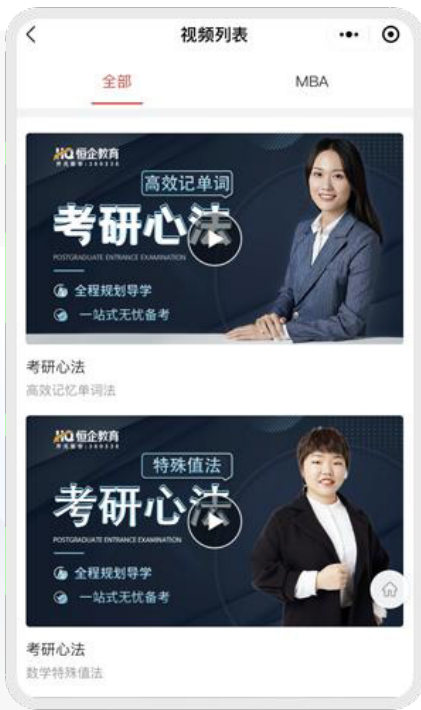 视频列表
全部
MBA
HQ 恒企教育
高效记单词
考研心法
POSTGRADUATE ENTRANCE EXAMINATION
全程规划导学
一站式无忧备考
考研心法
高效记忆单词法
HQ 恒企教育
特殊值法
考研心法
POSTGRADUATE ENTRANCE EXAMINATION
全程规划导学
一站式无忧备考
考研心法
数学特殊值法